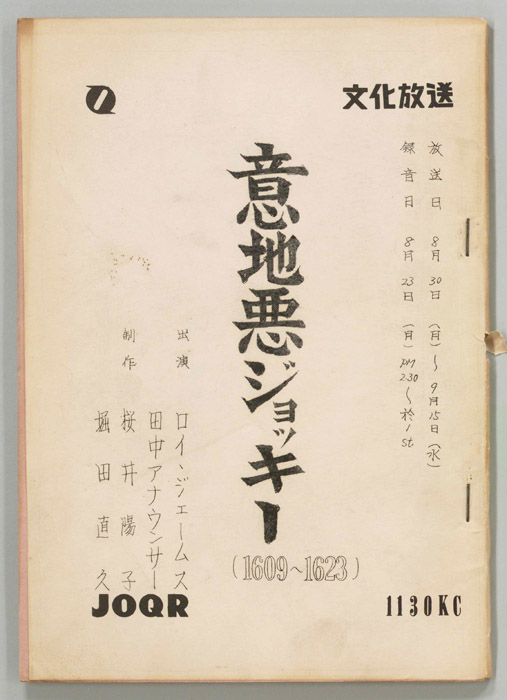 文化放送
放送日 8月30日(月)〜9月15日(水)
録音日 8月23日(月)PM2.30〜於1st
意地悪ジョッキー
(1609~1623)
出演 ロイ・ジェームス
田中アナウンサー
制作 桜井陽子
堀田直久
JOQR
1130KC